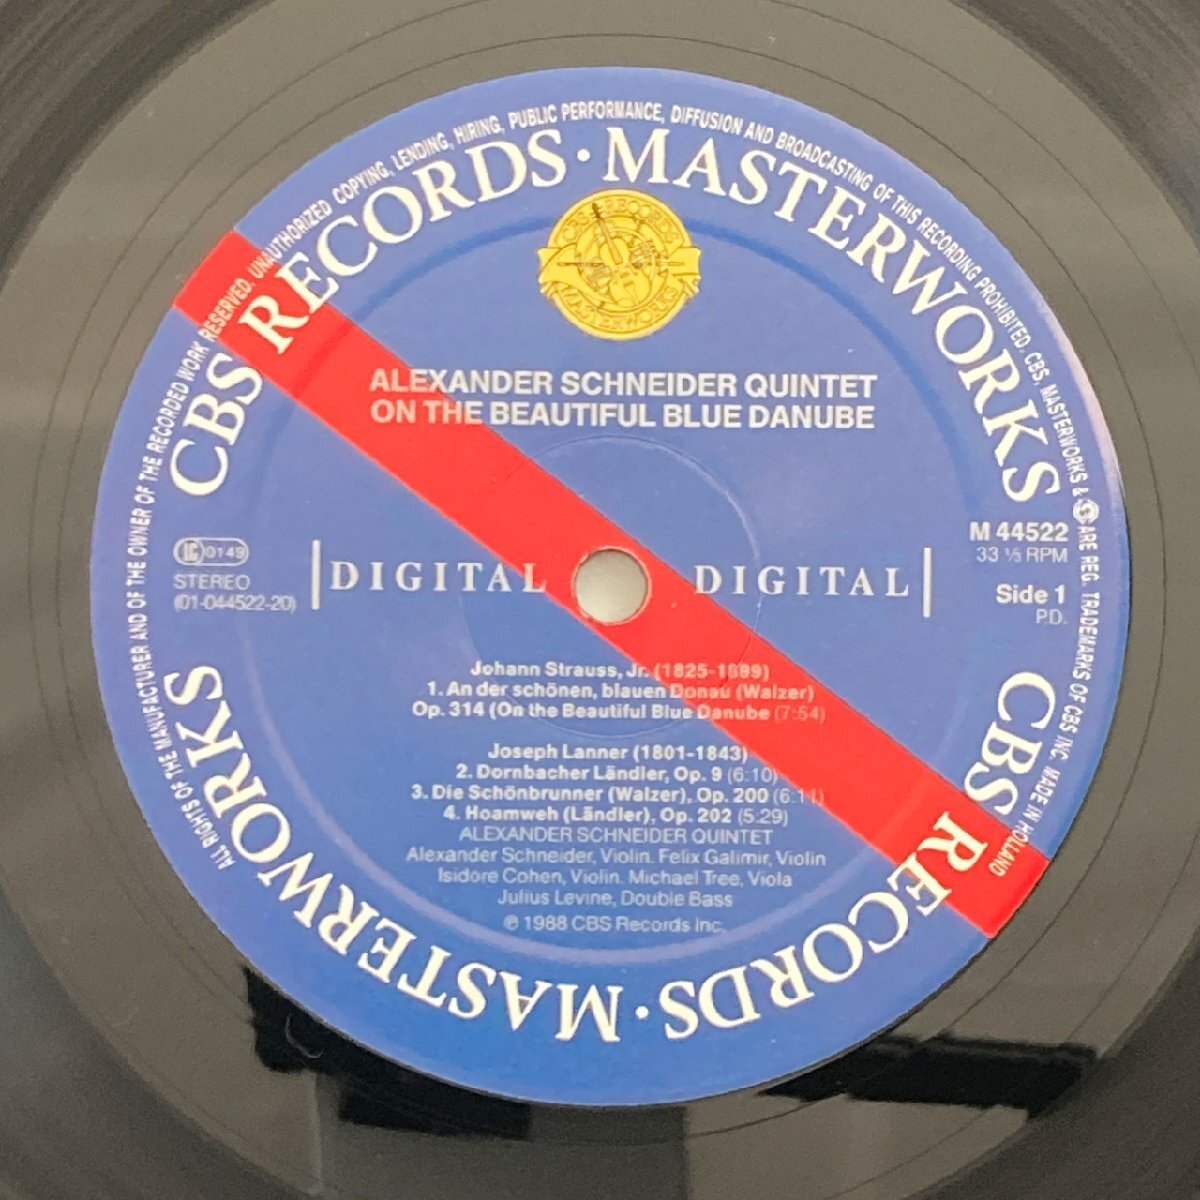 ALL RIGHTS OF THE MANUFACTURER AND OF THE OWNER OF THE RECORDED WORK RESERVED. UNAUTHORIZED COPYING, LENDING, HIRING, PUBLIC PERFORMANCE, DIFFUSION AND BROADCASTING OF THIS RECORDING PROHIBITED. CBS, MASTERWORKS & ARE REG. TRADEMARKS OF CBS INC. MADE IN HOLLAND
CBS RECORDS · MASTERWORKS
CBS RECORDS
MASTERWORKS
ALEXANDER SCHNEIDER QUINTET
ON THE BEAUTIFUL BLUE DANUBE
M 44522
33 ⅓ RPM
Side 1
P.D.
0149
STEREO
(01-044522-20)
DIGITAL DIGITAL
Johann Strauss, Jr. (1825-1899)
1. An der schönen, blauen Donau (Walzer)
Op. 314 (On the Beautiful Blue Danube (7:54)
Joseph Lanner (1801-1843)
2. Dornbacher Ländler, Op. 9 (6:10)
3. Die Schönbrunner (Walzer), Op. 200 (6:11)
4. Hoamweh (Ländler), Op. 202 (5:29)
ALEXANDER SCHNEIDER QUINTET
Alexander Schneider, Violin. Felix Galimir, Violin
Isidore Cohen, Violin. Michael Tree, Viola
Julius Levine, Double Bass
℗ 1988 CBS Records Inc.
CBS RECORDS · MASTERWORKS